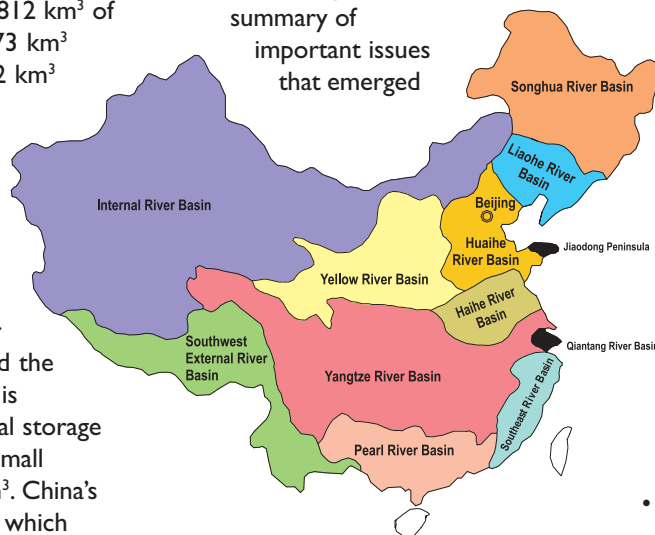 812 km³ of
73 km³
2 km³
summary of
important issues
that emerged
Songhua River Basin
Liaohe River
Basin
Internal River Basin
Beijing
Huaihe
River Basin
Jiaodong Peninsula
Yellow River Basin
Haihe River
Basin
Qiantang River Basin
Southwest
External River
Basin
Yangtze River Basin
Southeast River Basin
Pearl River Basin
d the
is
al storage
mall
m³. China's
which
•